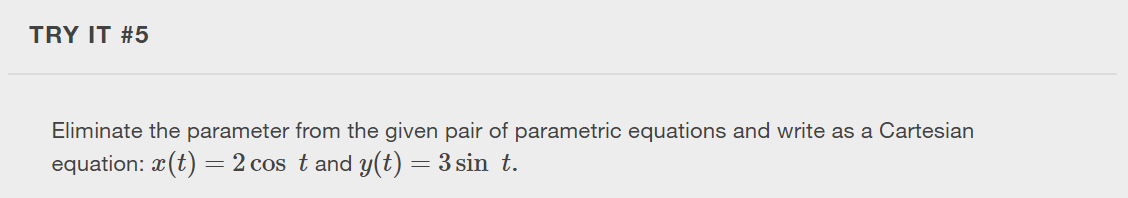 TRY IT #5
Eliminate the parameter from the given pair of parametric equations and write as a Cartesian
equation: x(t) = 2 cos t and y(t) = 3 sin t.